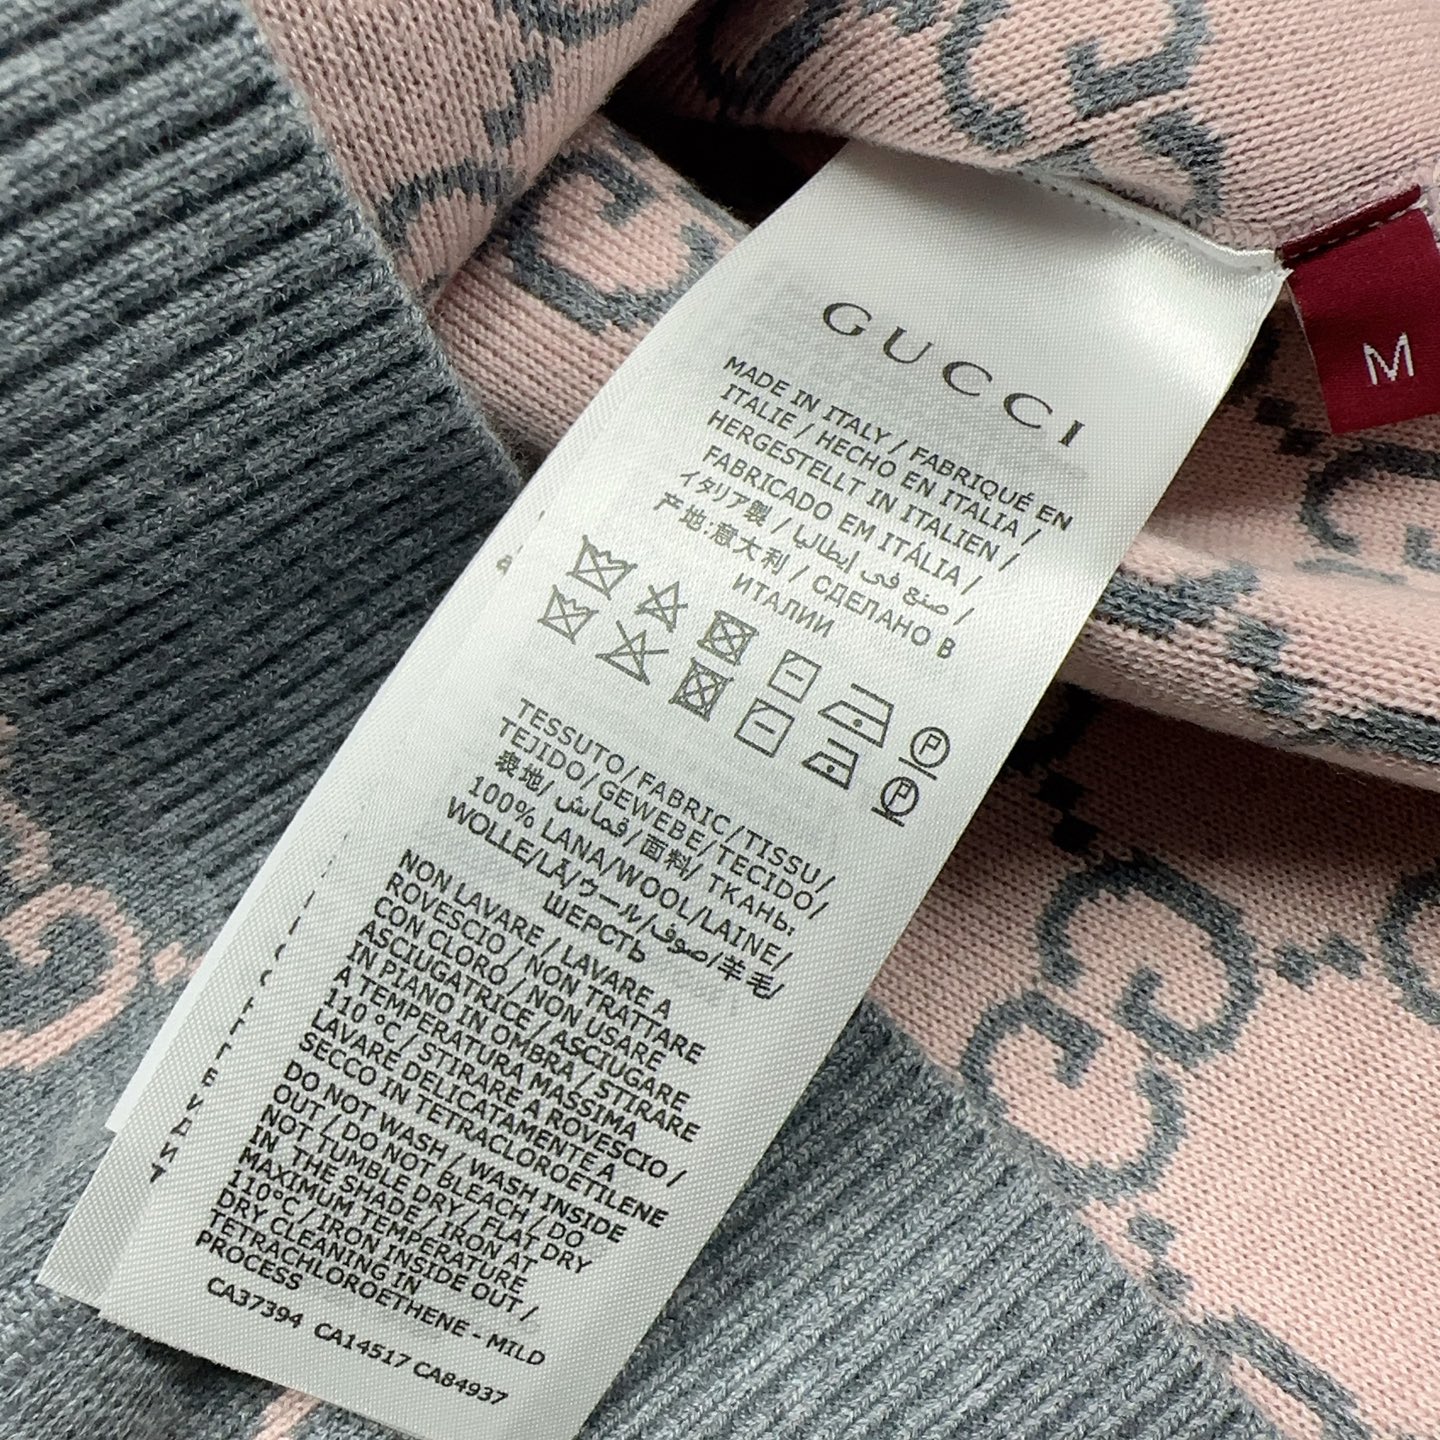 GUCCI
MADE IN ITALY / FABRIQUÉ EN
ITALIE / HECHO EN ITALIA /
HERGESTELLT IN ITALIEN /
FABRICADO EM ITÁLIA /
イタリア製 / صنع في إيطاليا /
产地:意大利 / СДЕЛАНО В
ИТАЛИИ
M
P
P
TESSUTO/FABRIC/TISSU/
TEJIDO/GEWEBE/TECIDO/
表地/قماش/面料/ ТКАНЬ:
100% LANA/WOOL/LAINE/
WOLLE/LÃ/ウール/صوف/羊毛/
ШЕРСТЬ
NON LAVARE / LAVARE A
ROVESCIO / NON TRATTARE
CON CLORO / NON USARE
ASCIUGATRICE / ASCIUGARE
IN PIANO IN OMBRA / STIRARE
A TEMPERATURA MASSIMA
110 °C / STIRARE A ROVESCIO /
LAVARE DELICATAMENTE A
SECCO IN TETRACLOROETILENE
DO NOT WASH / WASH INSIDE
OUT / DO NOT BLEACH / DO
NOT TUMBLE DRY / FLAT DRY
IN THE SHADE / IRON AT
MAXIMUM TEMPERATURE
110°C / IRON INSIDE OUT /
DRY CLEANING IN
TETRACHLOROETHENE - MILD
PROCESS
CA37394 CA14517 CA84937